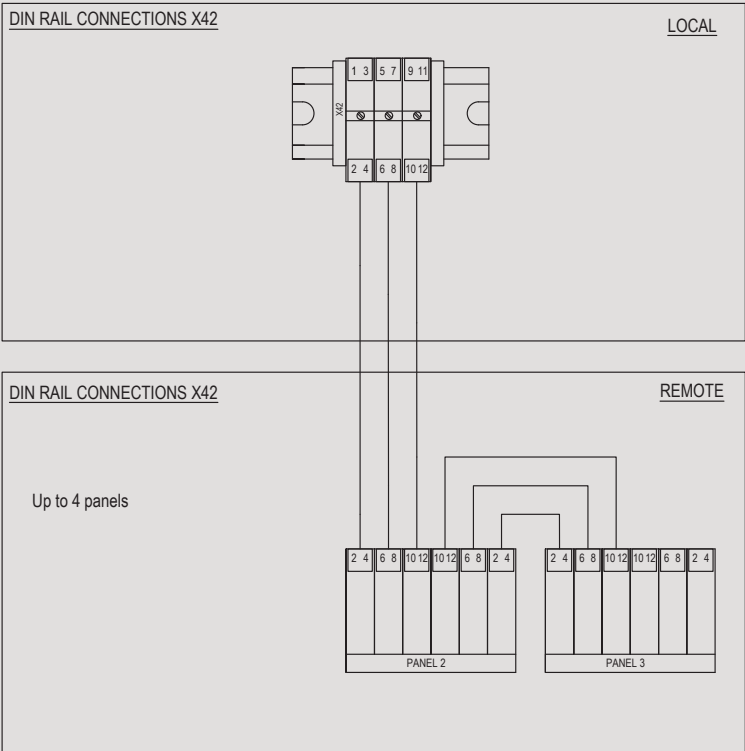 DIN RAIL CONNECTIONS X42
LOCAL
1 3 5 7 9 11
X42
2 4 6 8 10 12
DIN RAIL CONNECTIONS X42
REMOTE
Up to 4 panels
2 4 6 8 10 12 10 12 6 8 2 4
2 4 6 8 10 12 10 12 6 8 2 4
PANEL 2
PANEL 3